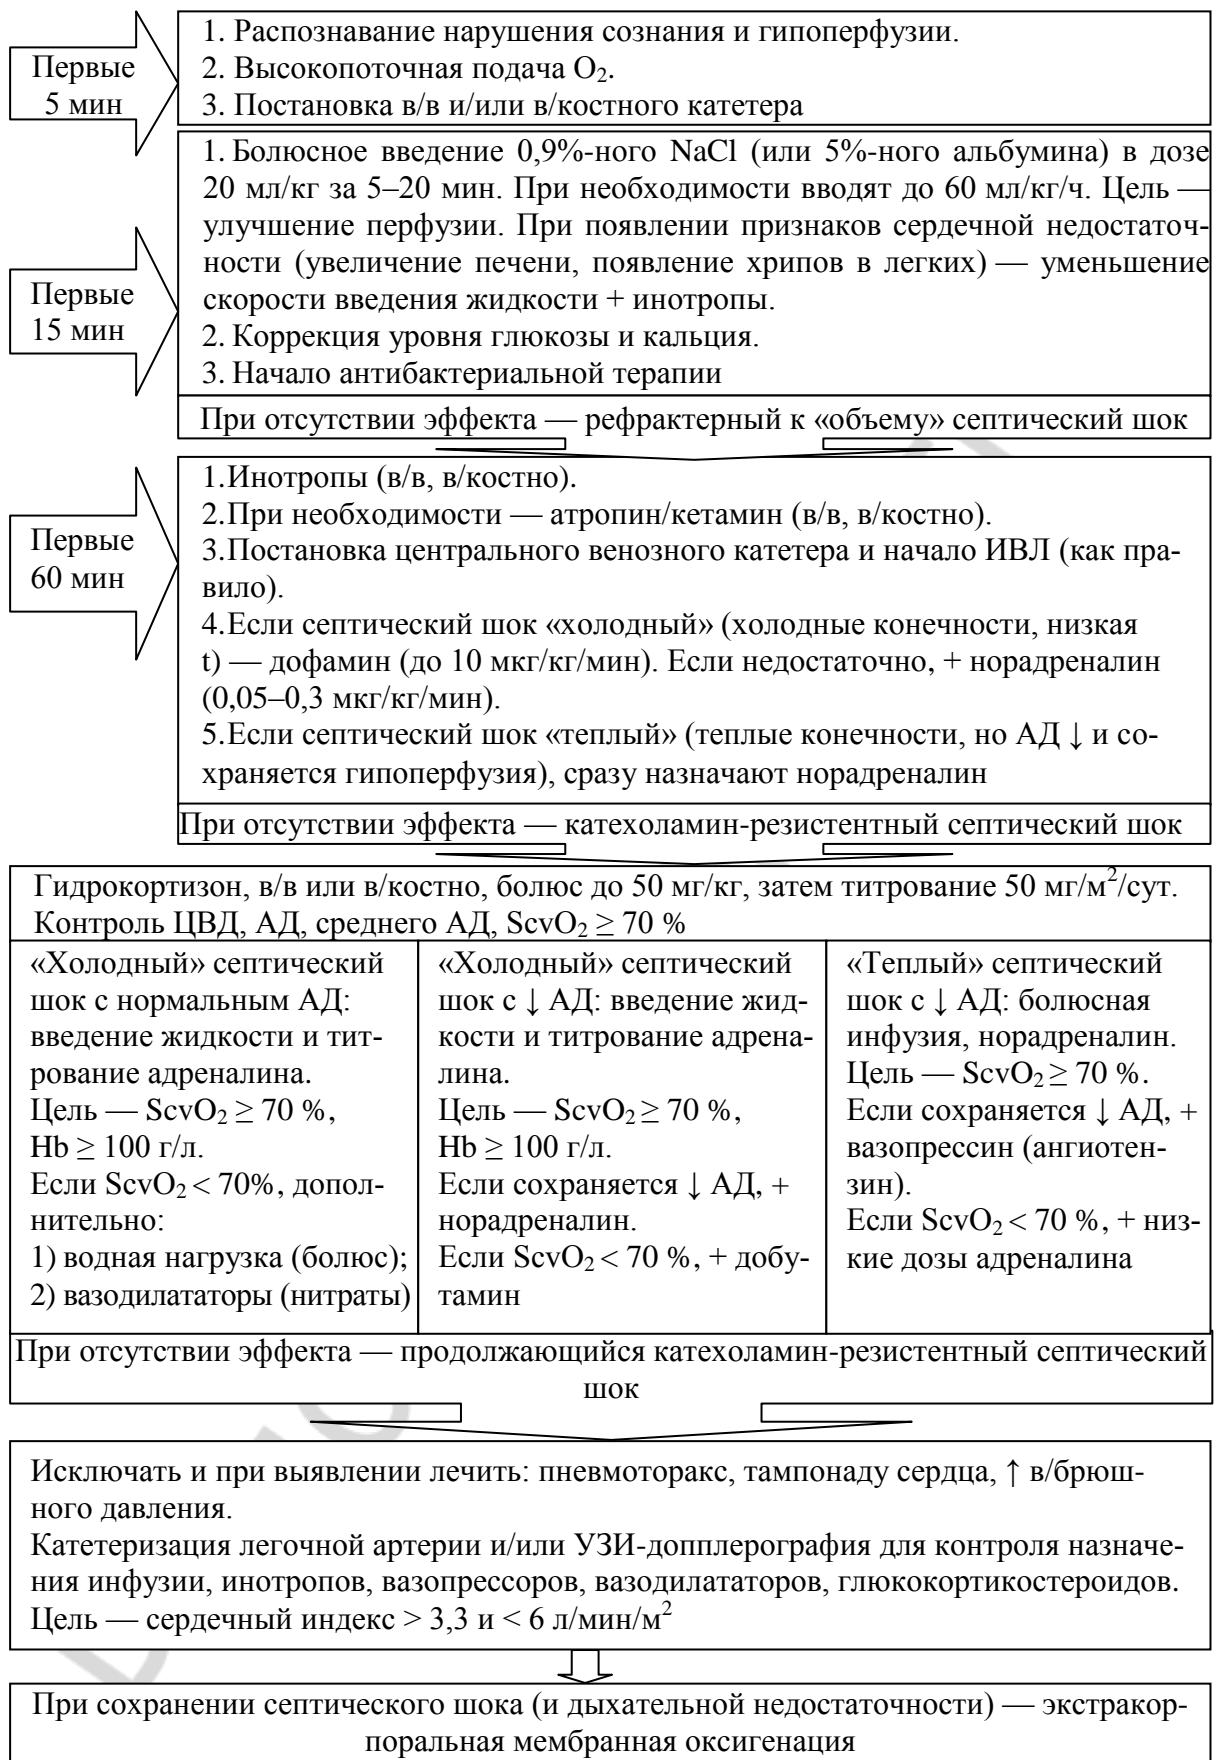 Первые
5 мин
1. Распознавание нарушения сознания и гипоперфузии.
2. Высокопоточная подача O₂.
3. Постановка в/в и/или в/костного катетера
Первые
15 мин
1. Болюсное введение 0,9%-ного NaCl (или 5%-ного альбумина) в дозе
20 мл/кг за 5–20 мин. При необходимости вводят до 60 мл/кг/ч. Цель —
улучшение перфузии. При появлении признаков сердечной недостаточ-
ности (увеличение печени, появление хрипов в легких) — уменьшение
скорости введения жидкости + инотропы.
2. Коррекция уровня глюкозы и кальция.
3. Начало антибактериальной терапии
При отсутствии эффекта — рефрактерный к «объему» септический шок
Первые
60 мин
1.Инотропы (в/в, в/костно).
2.При необходимости — атропин/кетамин (в/в, в/костно).
3.Постановка центрального венозного катетера и начало ИВЛ (как пра-
вило).
4.Если септический шок «холодный» (холодные конечности, низкая
t) — дофамин (до 10 мкг/кг/мин). Если недостаточно, + норадреналин
(0,05–0,3 мкг/кг/мин).
5.Если септический шок «теплый» (теплые конечности, но АД ↓ и со-
храняется гипоперфузия), сразу назначают норадреналин
При отсутствии эффекта — катехоламин-резистентный септический шок
Гидрокортизон, в/в или в/костно, болюс до 50 мг/кг, затем титрование 50 мг/м²/сут.
Контроль ЦВД, АД, среднего АД, ScvO₂ ≥ 70 %
«Холодный» септический
шок с нормальным АД:
введение жидкости и тит-
рование адреналина.
Цель — ScvO₂ ≥ 70 %,
Hb ≥ 100 г/л.
Если ScvO₂ < 70%, допол-
нительно:
1) водная нагрузка (болюс);
2) вазодилататоры (нитраты)
«Холодный» септический
шок с ↓ АД: введение жид-
кости и титрование адрена-
лина.
Цель — ScvO₂ ≥ 70 %,
Hb ≥ 100 г/л.
Если сохраняется ↓ АД, +
норадреналин.
Если ScvO₂ < 70 %, + добу-
тамин
«Теплый» септический
шок с ↓ АД: болюсная
инфузия, норадреналин.
Цель — ScvO₂ ≥ 70 %.
Если сохраняется ↓ АД, +
вазопрессин (ангиотен-
зин).
Если ScvO₂ < 70 %, + низ-
кие дозы адреналина
При отсутствии эффекта — продолжающийся катехоламин-резистентный септический
шок
Исключать и при выявлении лечить: пневмоторакс, тампонаду сердца, ↑ в/брюш-
ного давления.
Катетеризация легочной артерии и/или УЗИ-допплерография для контроля назначе-
ния инфузии, инотропов, вазопрессоров, вазодилататоров, глюкокортикостероидов.
Цель — сердечный индекс > 3,3 и < 6 л/мин/м²
При сохранении септического шока (и дыхательной недостаточности) — экстракор-
поральная мембранная оксигенация